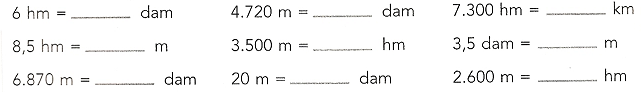 6 hm = ________ dam 4.720 m = ________ dam 7.300 hm = ________ km
8,5 hm = ________ m 3.500 m = ________ hm 3,5 dam = ________ m
6.870 m = ________ dam 20 m = ________ dam 2.600 m = ________ hm